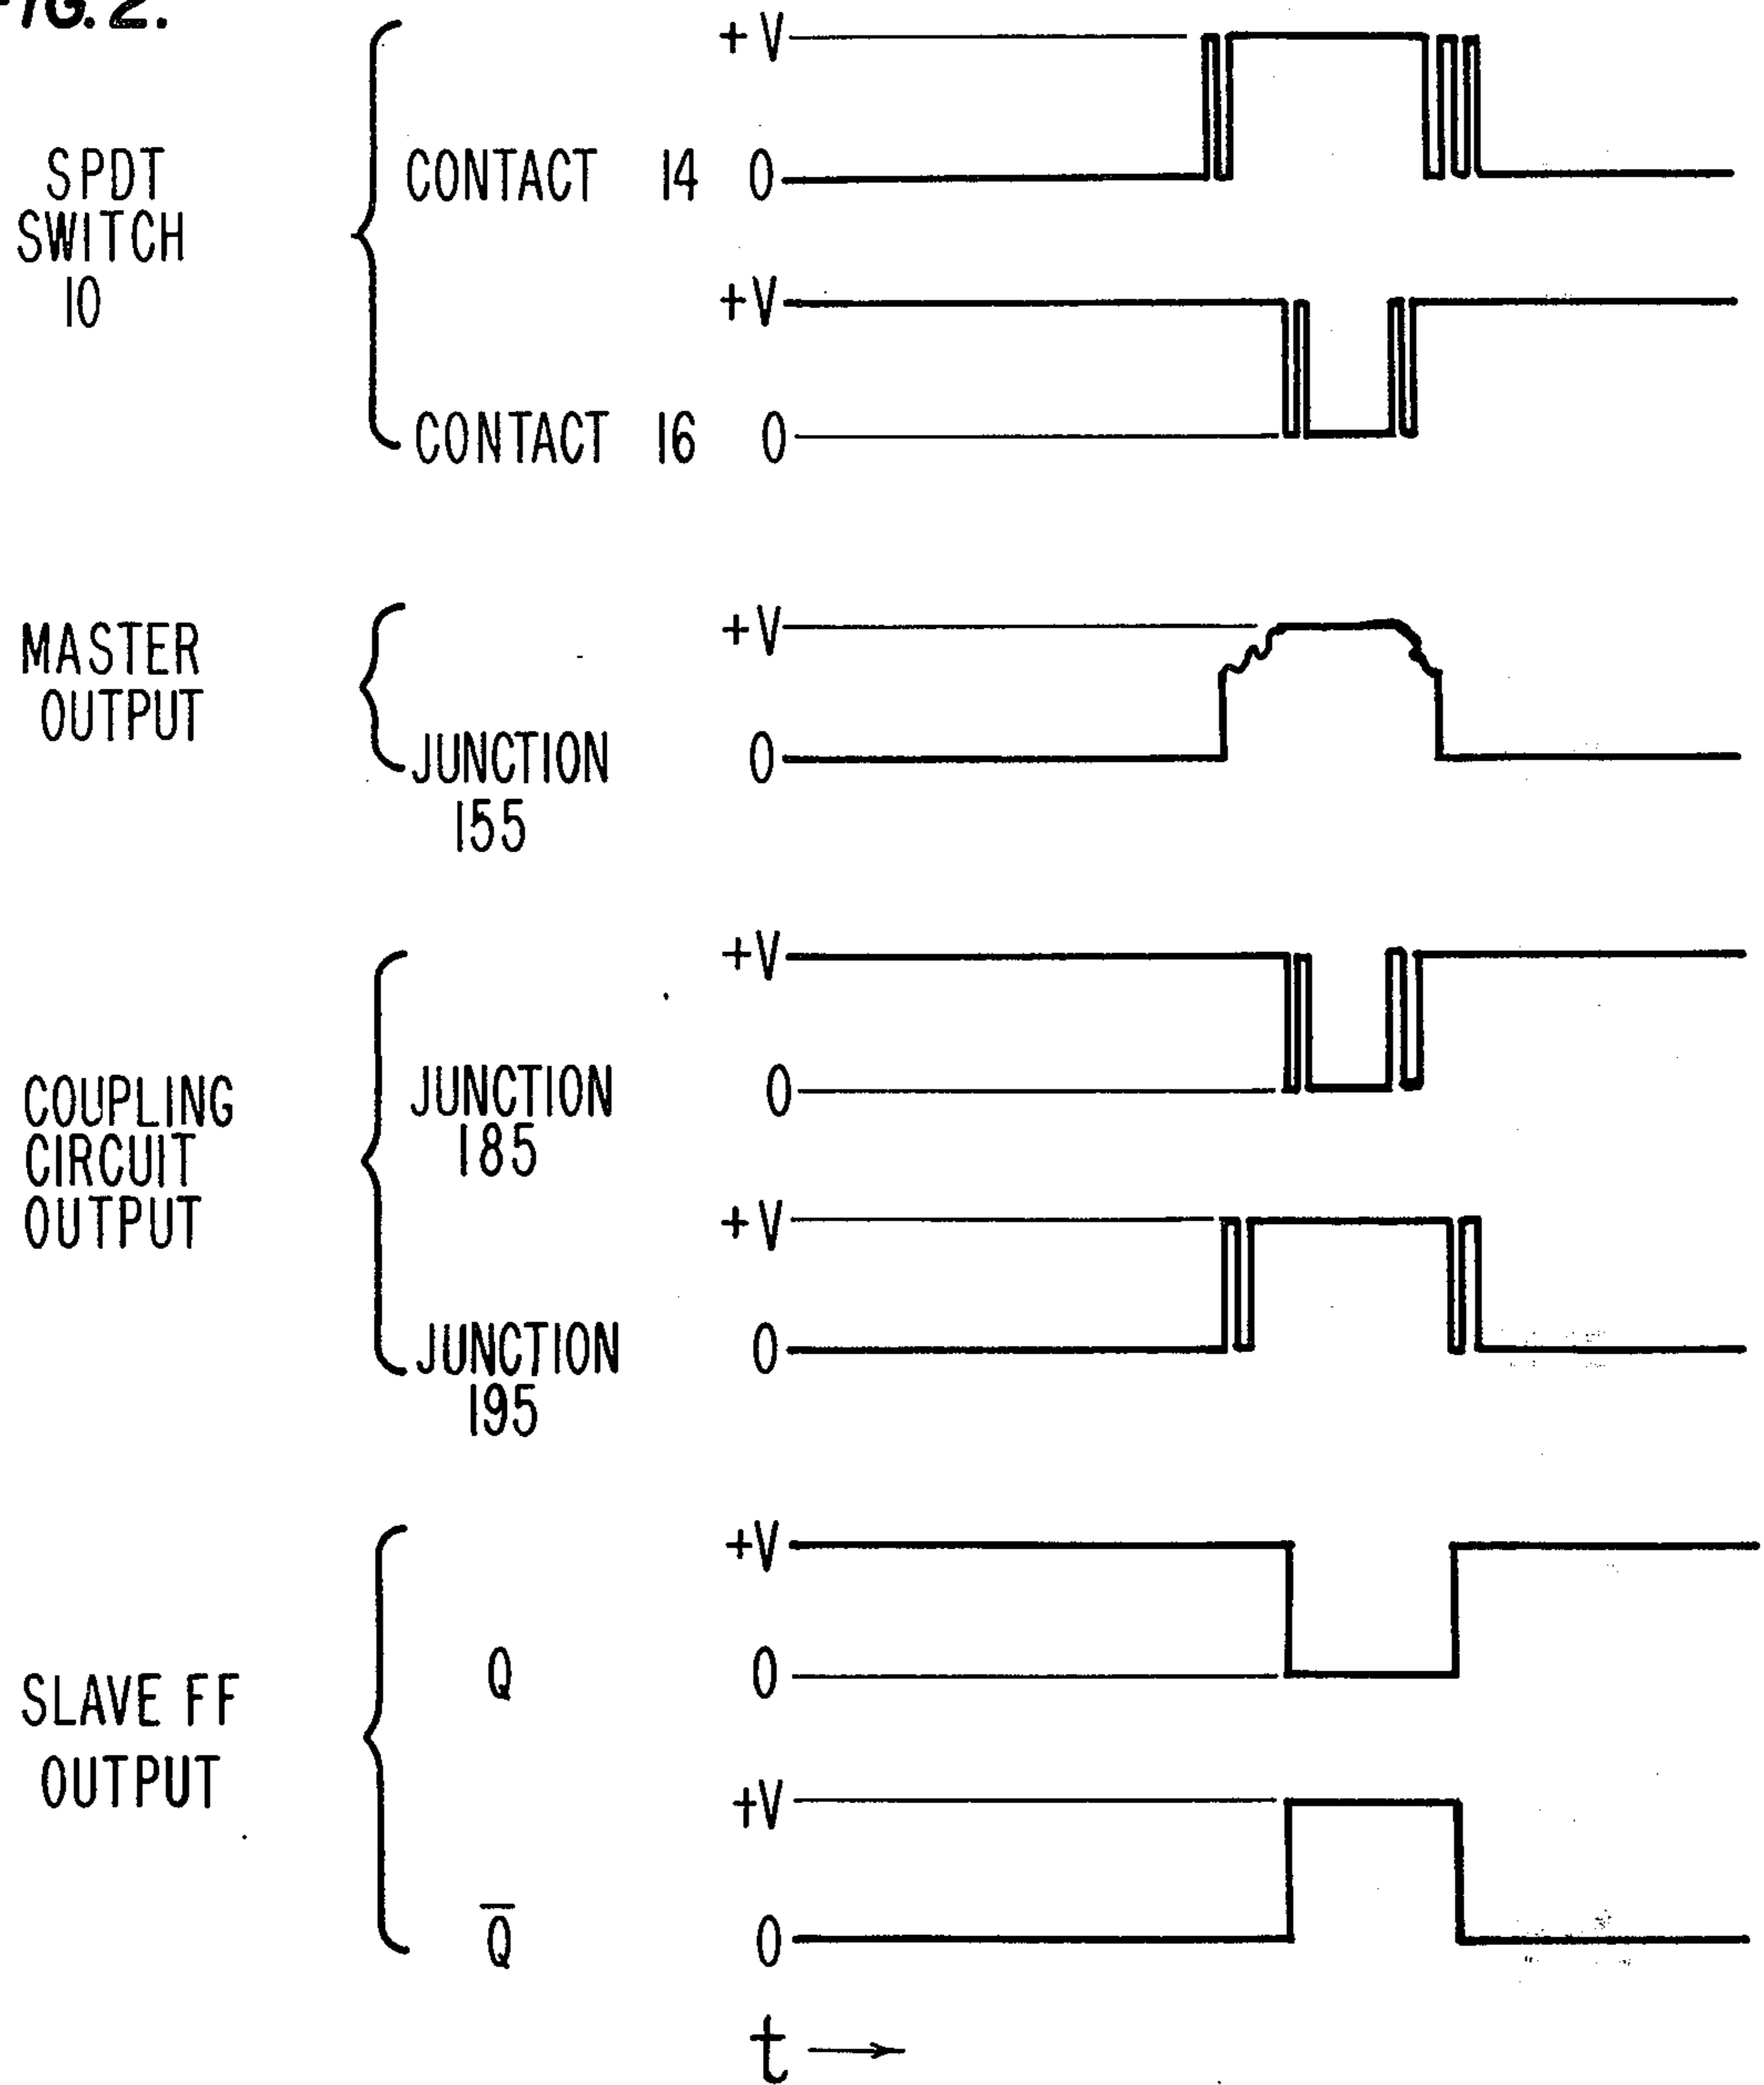 FIG. 2.
SPDT
SWITCH
10
CONTACT 14
+V
0
CONTACT 16
+V
0
MASTER
OUTPUT
JUNCTION
155
+V
0
COUPLING
CIRCUIT
OUTPUT
JUNCTION
185
+V
0
JUNCTION
195
+V
0
SLAVE FF
OUTPUT
Q
+V
0
Q̅
+V
0
t